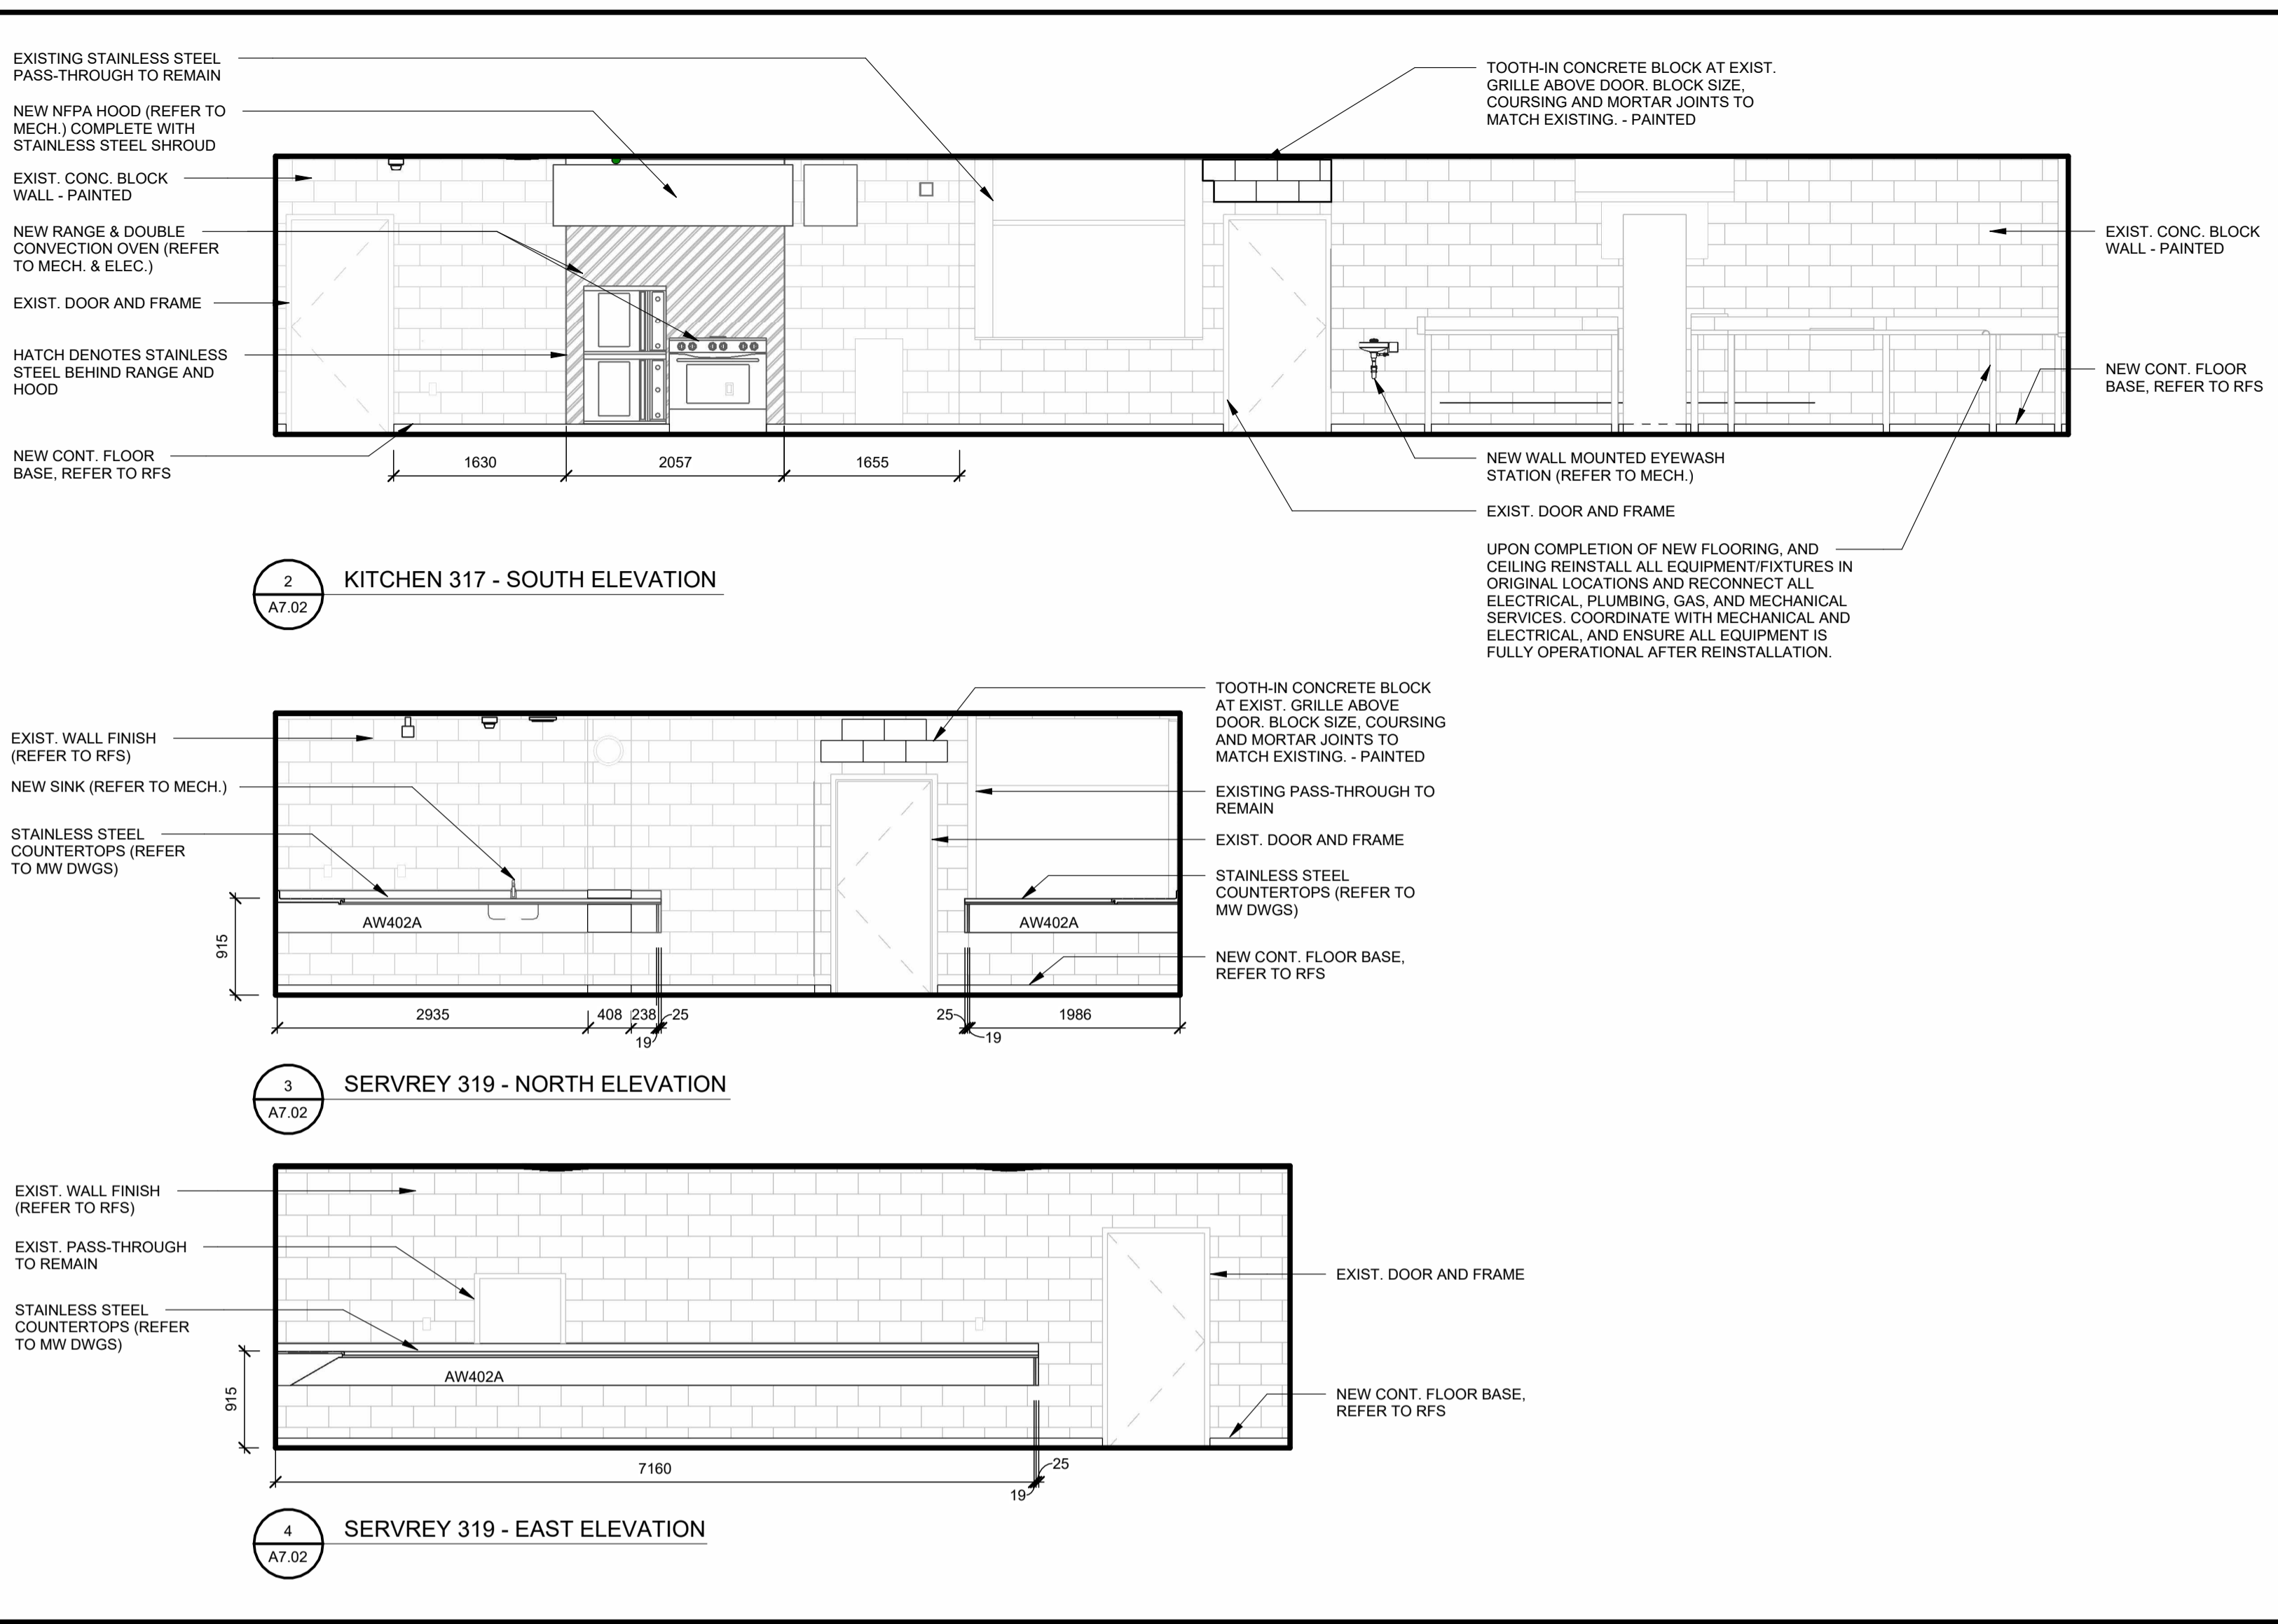 EXISTING STAINLESS STEEL
PASS-THROUGH TO REMAIN
NEW NFPA HOOD (REFER TO
MECH.) COMPLETE WITH
STAINLESS STEEL SHROUD
EXIST. CONC. BLOCK
WALL - PAINTED
NEW RANGE & DOUBLE
CONVECTION OVEN (REFER
TO MECH. & ELEC.)
EXIST. DOOR AND FRAME
HATCH DENOTES STAINLESS
STEEL BEHIND RANGE AND
HOOD
NEW CONT. FLOOR
BASE, REFER TO RFS
TOOTH-IN CONCRETE BLOCK AT EXIST.
GRILLE ABOVE DOOR. BLOCK SIZE,
COURSING AND MORTAR JOINTS TO
MATCH EXISTING. - PAINTED
EXIST. CONC. BLOCK
WALL - PAINTED
NEW CONT. FLOOR
BASE, REFER TO RFS
1630
2057
1655
NEW WALL MOUNTED EYEWASH
STATION (REFER TO MECH.)
EXIST. DOOR AND FRAME
UPON COMPLETION OF NEW FLOORING, AND
CEILING REINSTALL ALL EQUIPMENT/FIXTURES IN
ORIGINAL LOCATIONS AND RECONNECT ALL
ELECTRICAL, PLUMBING, GAS, AND MECHANICAL
SERVICES. COORDINATE WITH MECHANICAL AND
ELECTRICAL, AND ENSURE ALL EQUIPMENT IS
FULLY OPERATIONAL AFTER REINSTALLATION.
2
A7.02
KITCHEN 317 - SOUTH ELEVATION
EXIST. WALL FINISH
(REFER TO RFS)
NEW SINK (REFER TO MECH.)
STAINLESS STEEL
COUNTERTOPS (REFER
TO MW DWGS)
915
AW402A
AW402A
TOOTH-IN CONCRETE BLOCK
AT EXIST. GRILLE ABOVE
DOOR. BLOCK SIZE, COURSING
AND MORTAR JOINTS TO
MATCH EXISTING. - PAINTED
EXISTING PASS-THROUGH TO
REMAIN
EXIST. DOOR AND FRAME
STAINLESS STEEL
COUNTERTOPS (REFER TO
MW DWGS)
NEW CONT. FLOOR BASE,
REFER TO RFS
2935
408
238
25
19
25
19
1986
3
A7.02
SERVREY 319 - NORTH ELEVATION
EXIST. WALL FINISH
(REFER TO RFS)
EXIST. PASS-THROUGH
TO REMAIN
STAINLESS STEEL
COUNTERTOPS (REFER
TO MW DWGS)
915
AW402A
EXIST. DOOR AND FRAME
NEW CONT. FLOOR BASE,
REFER TO RFS
7160
25
19
4
A7.02
SERVREY 319 - EAST ELEVATION